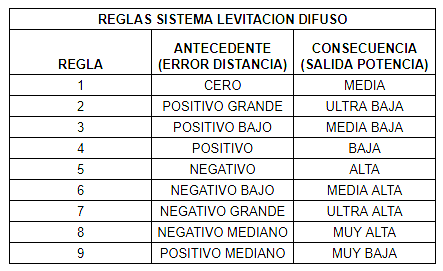 REGLAS SISTEMA LEVITACION DIFUSO
REGLA ANTECEDENTE (ERROR DISTANCIA) CONSECUENCIA (SALIDA POTENCIA)
1 CERO MEDIA
2 POSITIVO GRANDE ULTRA BAJA
3 POSITIVO BAJO MEDIA BAJA
4 POSITIVO BAJA
5 NEGATIVO ALTA
6 NEGATIVO BAJO MEDIA ALTA
7 NEGATIVO GRANDE ULTRA ALTA
8 NEGATIVO MEDIANO MUY ALTA
9 POSITIVO MEDIANO MUY BAJA